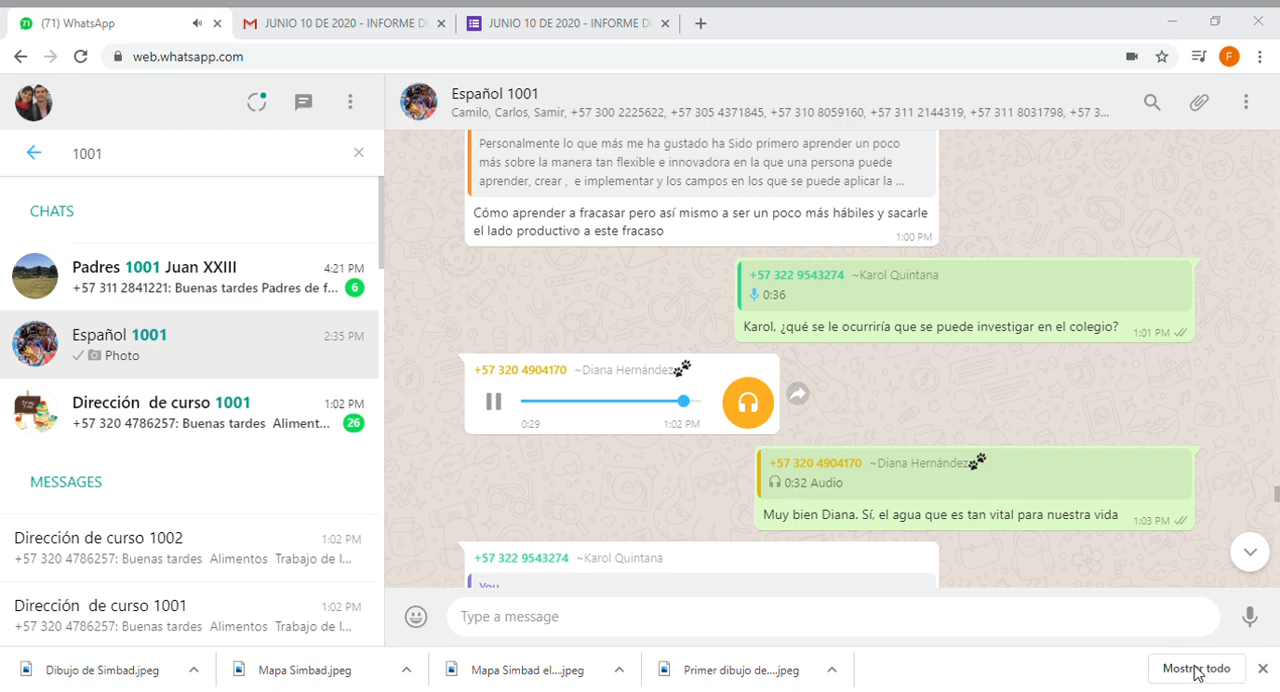 (71) WhatsApp
JUNIO 10 DE 2020 - INFORME D
JUNIO 10 DE 2020 - INFORME D
web.whatsapp.com
F
1001
CHATS
Padres 1001 Juan XXIII 4:21 PM
+57 311 2841221: Buenas tardes Padres de f... 6
Español 1001 2:35 PM
Photo
Dirección de curso 1001 1:02 PM
+57 320 4786257: Buenas tardes Aliment... 26
MESSAGES
Dirección de curso 1002 1:02 PM
+57 320 4786257: Buenas tardes Alimentos Trabajo de l...
Dirección de curso 1001 1:02 PM
+57 320 4786257: Buenas tardes Alimentos Trabajo de l...
Español 1001
Camilo, Carlos, Samir, +57 300 2225622, +57 305 4371845, +57 310 8059160, +57 311 2144319, +57 311 8031798, +57 3...
Personalmente lo que más me ha gustado ha Sido primero aprender un poco
más sobre la manera tan flexible e innovadora en la que una persona puede
aprender, crear , e implementar y los campos en los que se puede aplicar la ...
Cómo aprender a fracasar pero así mismo a ser un poco más hábiles y sacarle
el lado productivo a este fracaso
1:00 PM
+57 322 9543274 ~Karol Quintana
0:36
Karol, ¿qué se le ocurriría que se puede investigar en el colegio? 1:01 PM
+57 320 4904170 ~Diana Hernández
0:29 1:02 PM
+57 320 4904170 ~Diana Hernández
0:32 Audio
Muy bien Diana. Sí, el agua que es tan vital para nuestra vida 1:03 PM
+57 322 9543274 ~Karol Quintana
You
Type a message
Dibujo de Simbad.jpeg
Mapa Simbad.jpeg
Mapa Simbad el....jpeg
Primer dibujo de....jpeg
Mostrar todo